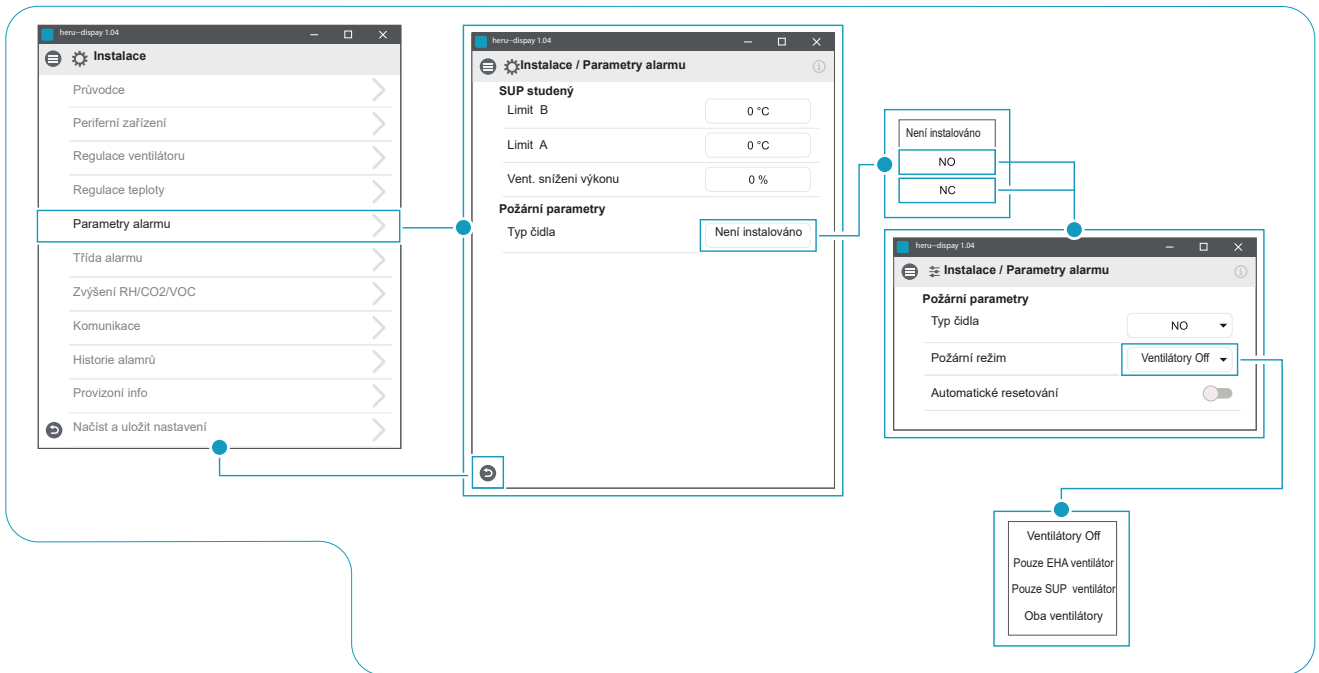 heru--dispay 1.04
Instalace
Průvodce
Periferní zařízení
Regulace ventilátoru
Regulace teploty
Parametry alarmu
Třída alarmu
Zvýšení RH/CO2/VOC
Komunikace
Historie alamrů
Provizoní info
Načíst a uložit nastavení
heru--dispay 1.04
Instalace / Parametry alarmu
SUP studený
Limit B 0 °C
Limit A 0 °C
Vent. sníženi výkonu 0 %
Požární parametry
Typ čidla Není instalováno
Není instalováno
NO
NC
heru--dispay 1.04
Instalace / Parametry alarmu
Požární parametry
Typ čidla NO
Požární režim Ventilátory Off
Automatické resetování
Ventilátory Off
Pouze EHA ventilátor
Pouze SUP ventilátor
Oba ventilátory